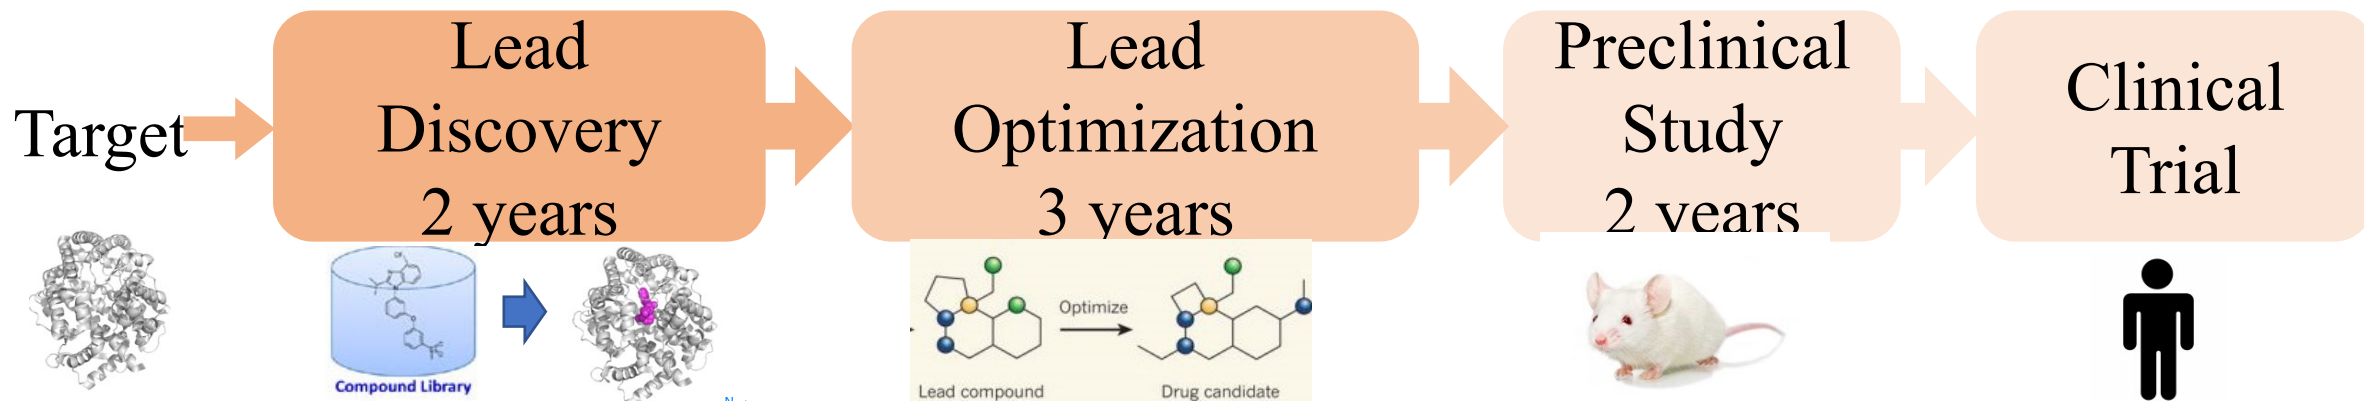 Target
Lead
Discovery
2 years
Lead
Optimization
3 years
Preclinical
Study
2 years
Clinical
Trial
Compound Library
Optimize
Lead compound
Drug candidate